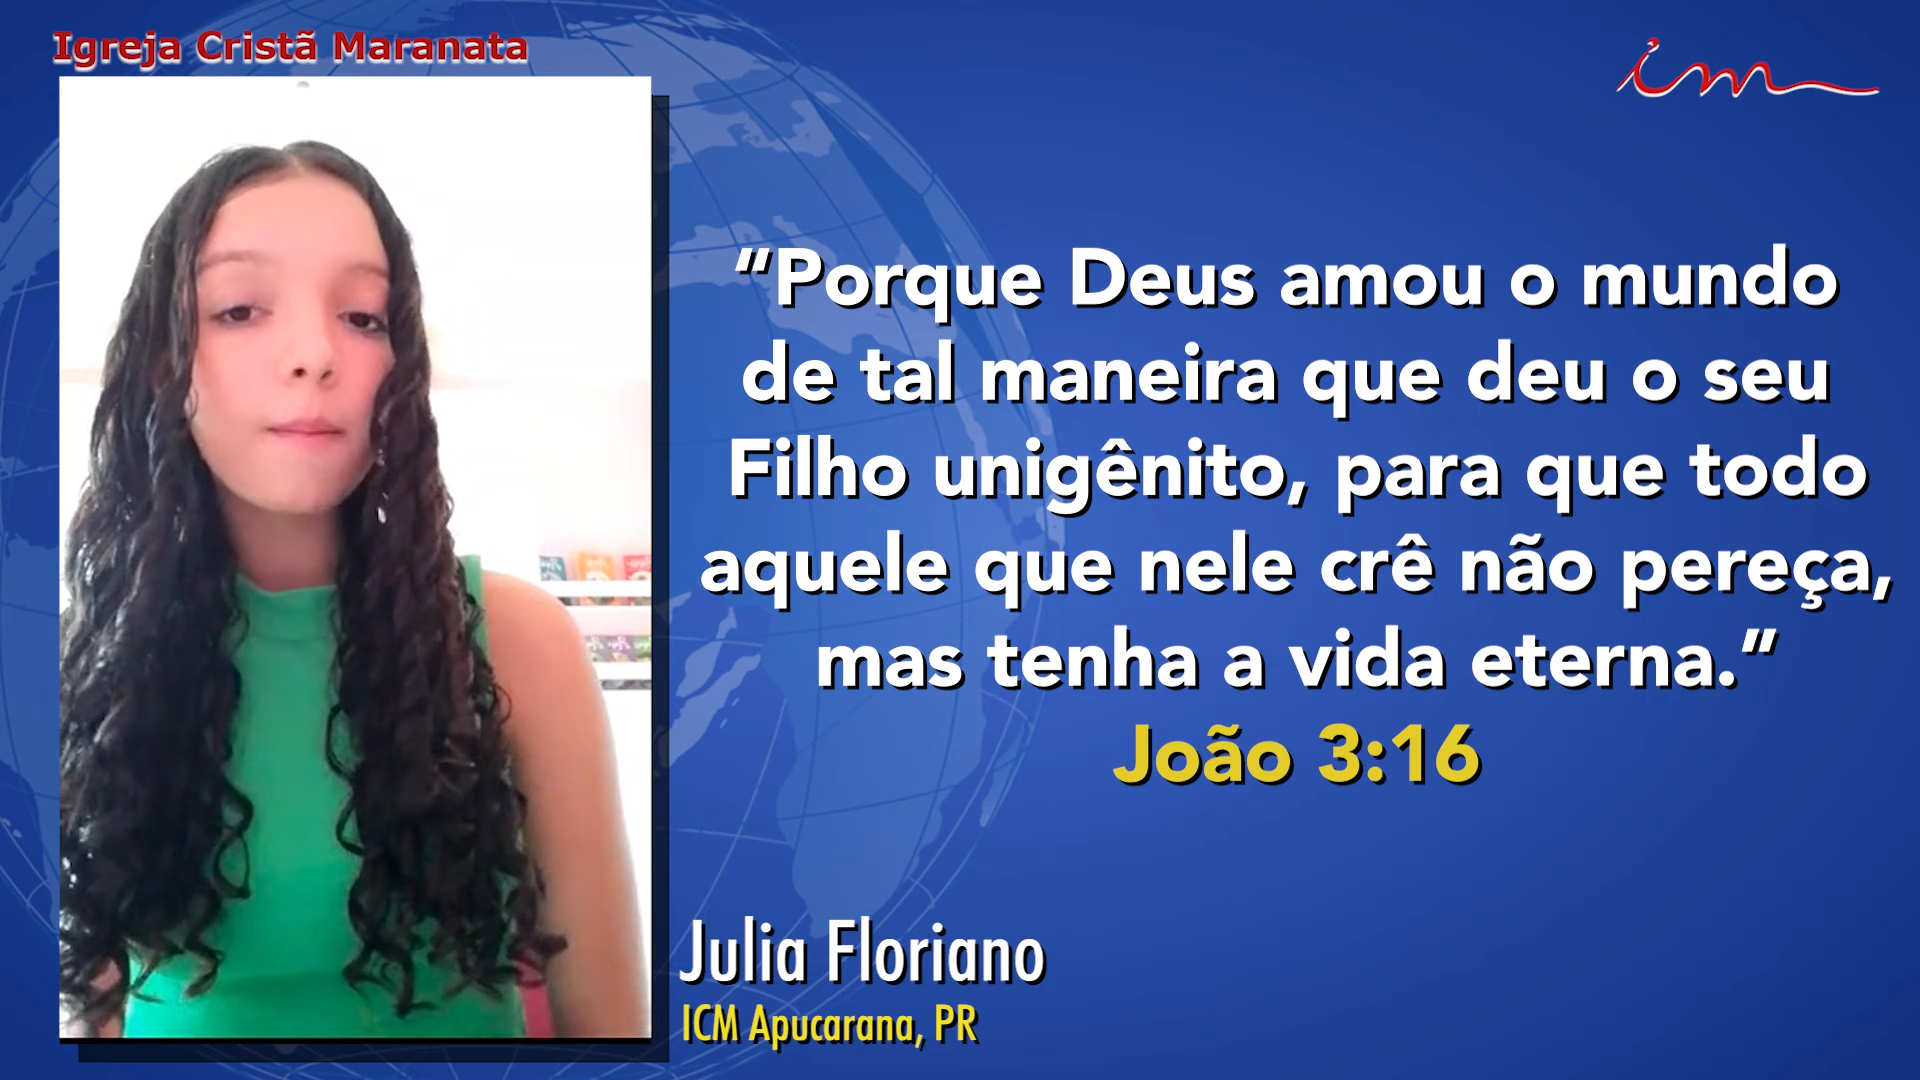 Igreja Cristã Maranata
“Porque Deus amou o mundo
de tal maneira que deu o seu
Filho unigênito, para que todo
aquele que nele crê não pereça,
mas tenha a vida eterna.”
João 3:16
Julia Floriano
ICM Apucarana, PR